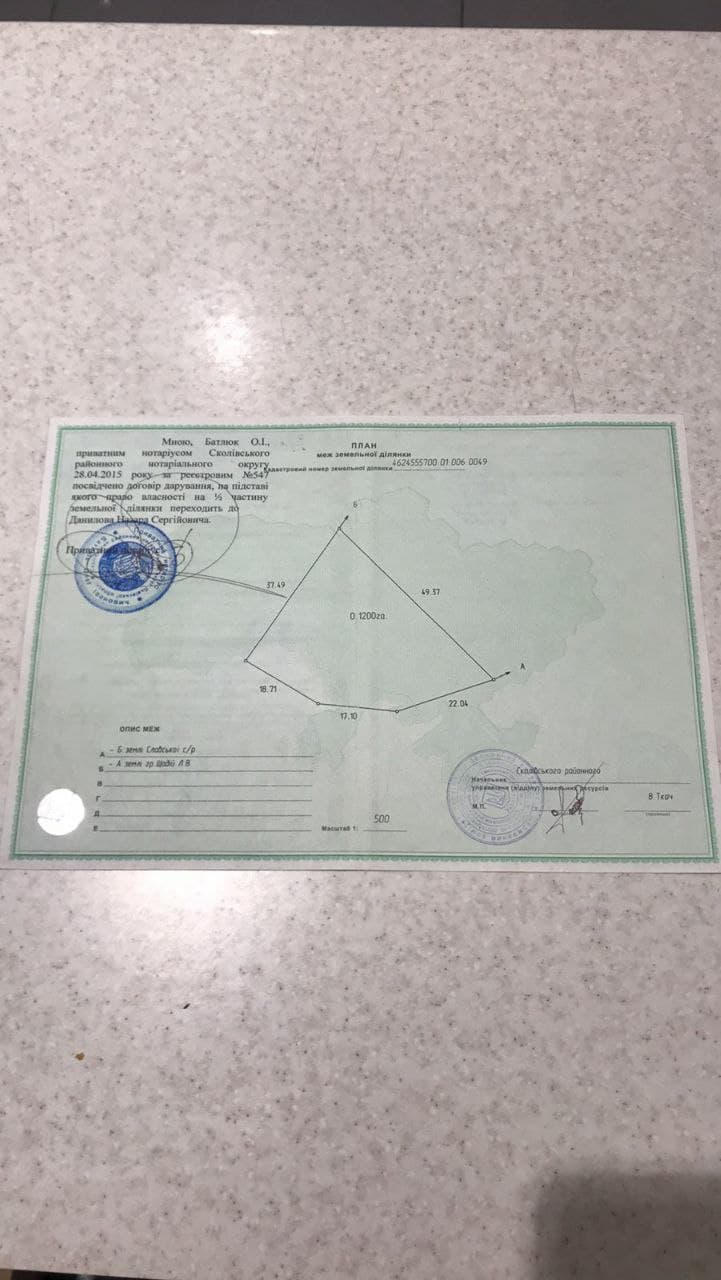 Мною, Батлюк О.І.,
приватним нотаріусом Сколівського
районного нотаріального округу
28.04.2015 року за реєстровим №547
посвідчено договір дарування, на підставі
якого право власності на ½ частину
земельної ділянки переходить до
Данилова Назара Сергійовича.
Приватний нотаріус
ПЛАН
меж земельної ділянки
Кадастровий номер земельної ділянки 4624555700 01 006 0049
Б
37.49
49.37
0.1200га.
А
18.71
17.10
22.04
ОПИС МЕЖ
А - Б землі Славської с/р
Б - А землі гр. Щадій Л В
В
Г
Д
Е
Масштаб 1: 500
Сколівського районного
Начальник
управління (відділу) земельних ресурсів
М.П.
В Ткач